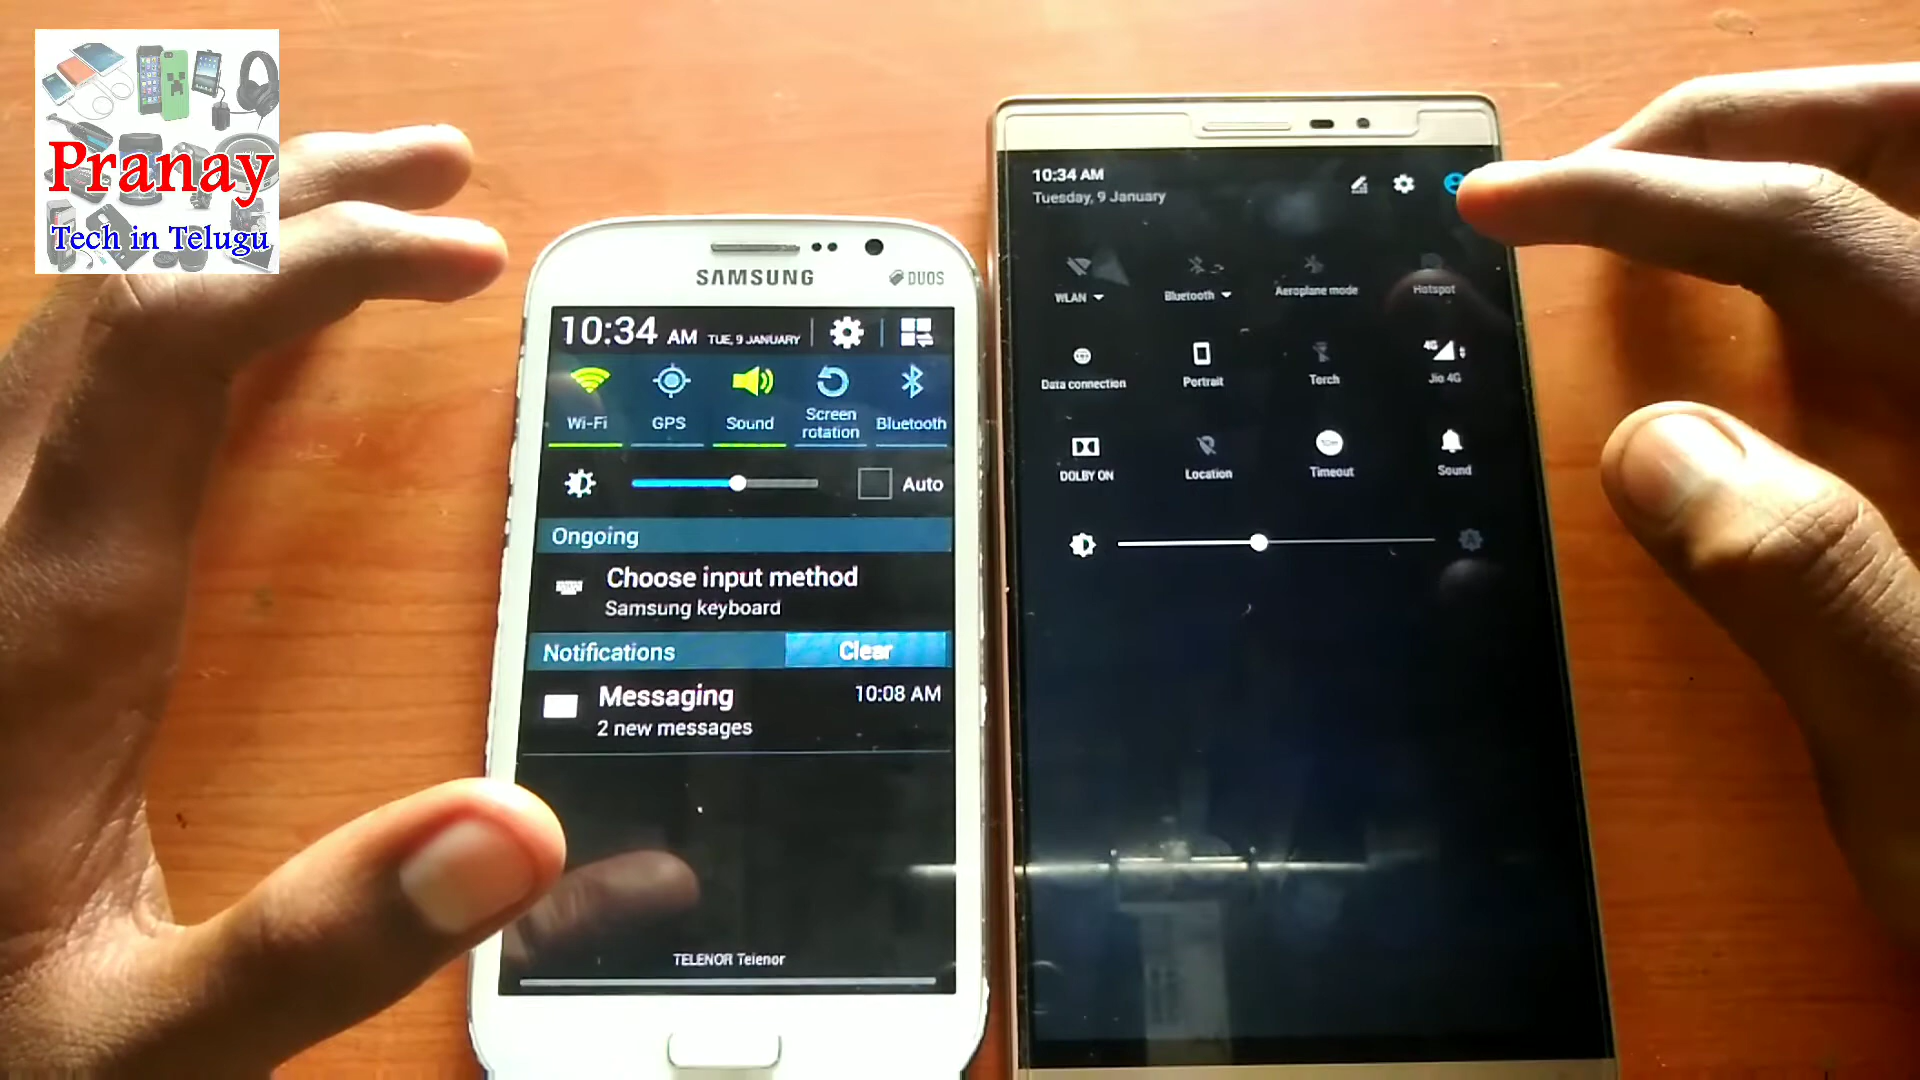 Pranay
Tech in Telugu
SAMSUNG
DUOS
10:34 AM TUE, 9 JANUARY
Wi-Fi
GPS
Sound
Screen rotation
Bluetooth
Auto
Ongoing
Choose input method
Samsung keyboard
Notifications
Clear
Messaging
10:08 AM
2 new messages
TELENOR Telenor
10:34 AM
Tuesday, 9 January
WLAN
Bluetooth
Aeroplane mode
Hotspot
Data connection
Portrait
Torch
4G
Jio 4G
DOLBY ON
Location
Timeout
Sound